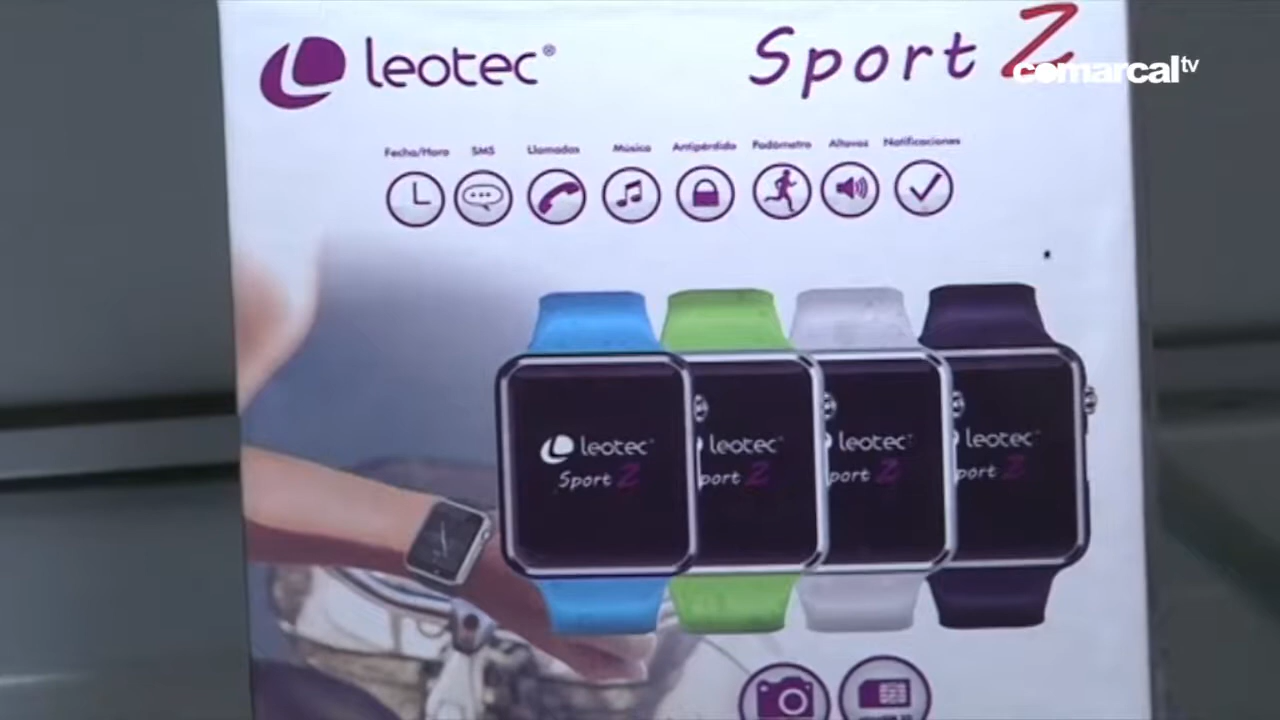 leotec®
Sport Z
comarcal tv
Fecha/Hora SMS Llamadas Música Antipérdida Podómetro Altavoz Notificaciones
leotec® leotec® leotec® leotec®
Sport Z port Z port Z port Z